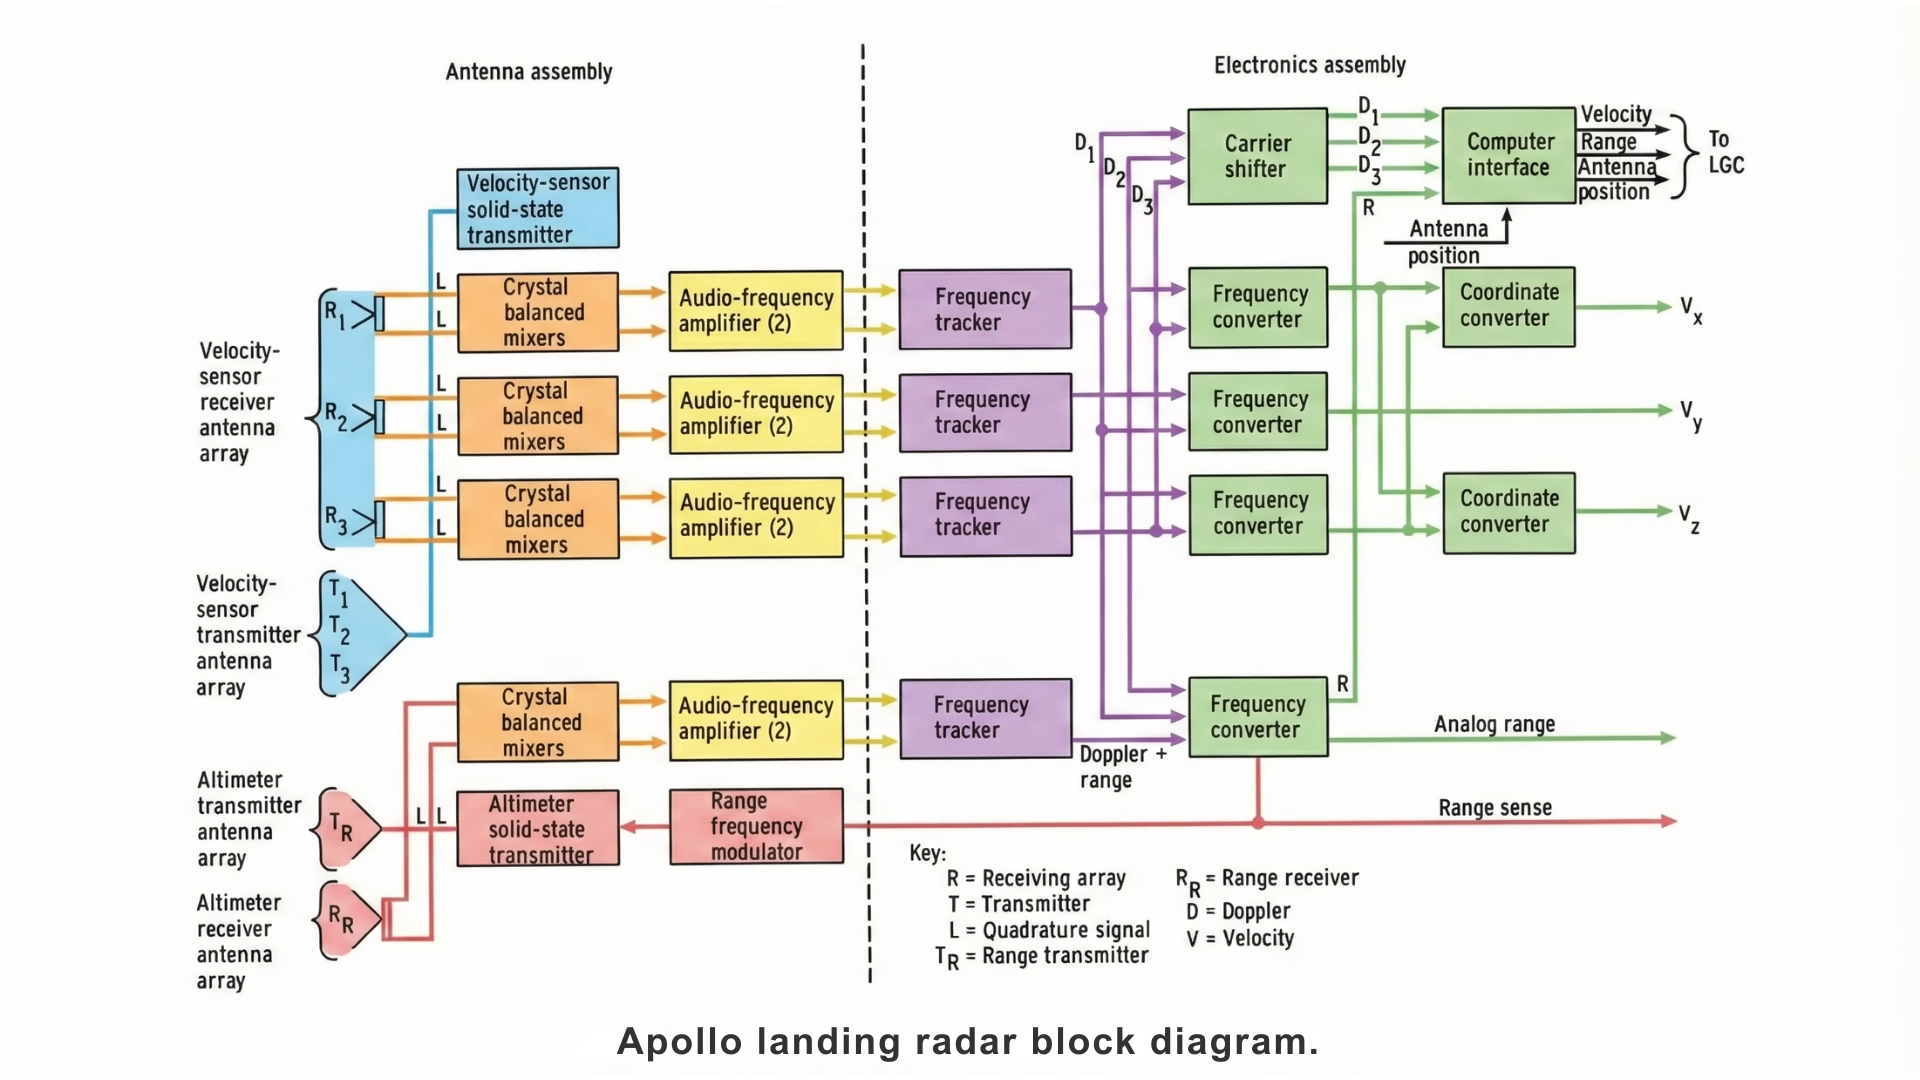 Antenna assembly
Electronics assembly
Velocity-sensor
solid-state
transmitter
Velocity-
sensor
receiver
antenna
array
R1
R2
R3
L
L
L
L
L
L
Crystal
balanced
mixers
Audio-frequency
amplifier (2)
Frequency
tracker
Crystal
balanced
mixers
Audio-frequency
amplifier (2)
Frequency
tracker
Crystal
balanced
mixers
Audio-frequency
amplifier (2)
Frequency
tracker
D1
D2
D3
Carrier
shifter
D1
D2
D3
R
Computer
interface
Velocity
Range
Antenna
position
To
LGC
Antenna
position
Frequency
converter
Coordinate
converter
Vx
Frequency
converter
Vy
Frequency
converter
Coordinate
converter
Vz
Velocity-
sensor
transmitter
antenna
array
T1
T2
T3
Crystal
balanced
mixers
Audio-frequency
amplifier (2)
Frequency
tracker
Doppler +
range
Frequency
converter
R
Analog range
Altimeter
transmitter
antenna
array
TR
L L
Altimeter
solid-state
transmitter
Range
frequency
modulator
Range sense
Altimeter
receiver
antenna
array
RR
Key:
R = Receiving array
T = Transmitter
L = Quadrature signal
TR = Range transmitter
RR = Range receiver
D = Doppler
V = Velocity
Apollo landing radar block diagram.